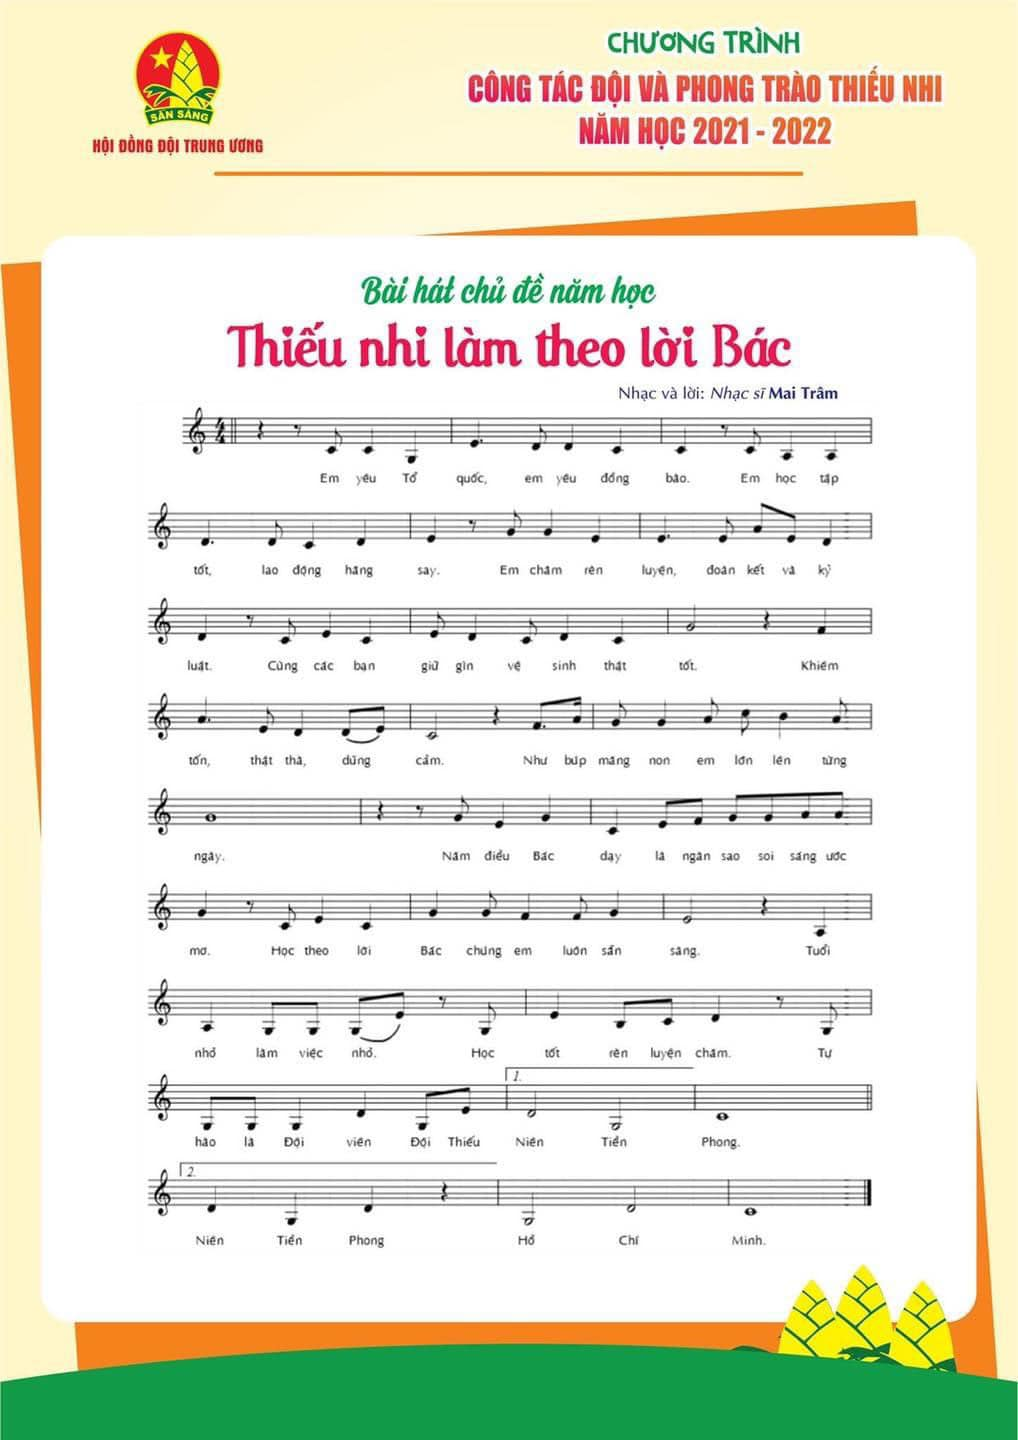 SẴN SÀNG
HỘI ĐỒNG ĐỘI TRUNG ƯƠNG
CHƯƠNG TRÌNH
CÔNG TÁC ĐỘI VÀ PHONG TRÀO THIẾU NHI
NĂM HỌC 2021 - 2022
Bài hát chủ đề năm học
Thiếu nhi làm theo lời Bác
Nhạc và lời: Nhạc sĩ Mai Trâm
Em yêu Tổ quốc, em yêu đồng bào. Em học tập
tốt, lao động hăng say. Em chăm rèn luyện, đoàn kết và kỷ
luật. Cùng các bạn giữ gìn vệ sinh thật tốt. Khiêm
tốn, thật thà, dũng cảm. Như búp măng non em lớn lên từng
ngày. Năm điều Bác dạy là ngàn sao soi sáng ước
mơ. Học theo lời Bác chúng em luôn sẵn sàng. Tuổi
nhỏ làm việc nhỏ. Học tốt rèn luyện chăm. Tự
1.
hào là Đội viên Đội Thiếu Niên Tiền Phong.
2.
Niên Tiền Phong Hồ Chí Minh.